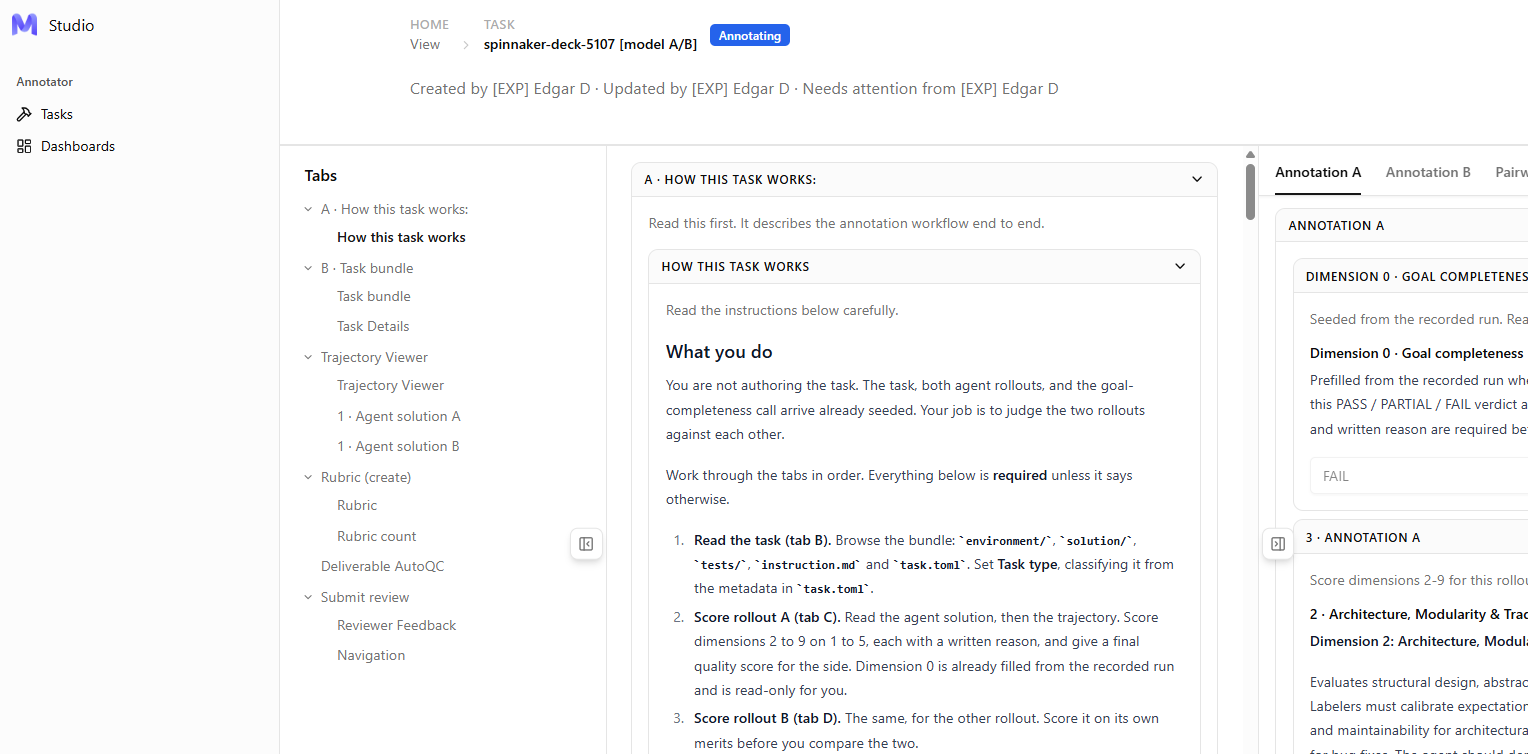 Studio
Annotator
Tasks
Dashboards
HOME
TASK
View
spinnaker-deck-5107 [model A/B]
Annotating
Created by [EXP] Edgar D · Updated by [EXP] Edgar D · Needs attention from [EXP] Edgar D
Tabs
A · How this task works:
How this task works
B · Task bundle
Task bundle
Task Details
Trajectory Viewer
Trajectory Viewer
1 · Agent solution A
1 · Agent solution B
Rubric (create)
Rubric
Rubric count
Deliverable AutoQC
Submit review
Reviewer Feedback
Navigation
A · HOW THIS TASK WORKS:
Read this first. It describes the annotation workflow end to end.
HOW THIS TASK WORKS
Read the instructions below carefully.
What you do
You are not authoring the task. The task, both agent rollouts, and the goal-
completeness call arrive already seeded. Your job is to judge the two rollouts
against each other.
Work through the tabs in order. Everything below is required unless it says
otherwise.
1. Read the task (tab B). Browse the bundle: `environment/`, `solution/`,
`tests/`, `instruction.md` and `task.toml`. Set Task type, classifying it from
the metadata in `task.toml`.
2. Score rollout A (tab C). Read the agent solution, then the trajectory. Score
dimensions 2 to 9 on 1 to 5, each with a written reason, and give a final
quality score for the side. Dimension 0 is already filled from the recorded run
and is read-only for you.
3. Score rollout B (tab D). The same, for the other rollout. Score it on its own
merits before you compare the two.
Annotation A
Annotation B
Pairw
ANNOTATION A
DIMENSION 0 · GOAL COMPLETENES
Seeded from the recorded run. Rea
Dimension 0 · Goal completeness
Prefilled from the recorded run whe
this PASS / PARTIAL / FAIL verdict a
and written reason are required be
FAIL
3 · ANNOTATION A
Score dimensions 2-9 for this rollou
2 · Architecture, Modularity & Trad
Dimension 2: Architecture, Modula
Evaluates structural design, abstrac
Labelers must calibrate expectation
and maintainability for architectura
for bug fixes. The agent should de